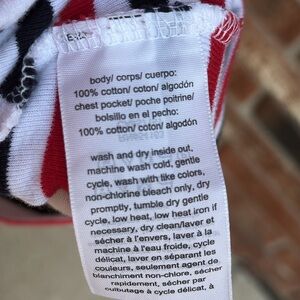 body/ corps/ cuerpo:
100% cotton/ coton/ algodón
chest pocket/ poche poitrine/
bolsillo en el pecho:
100% cotton/ coton/ algodón
wash and dry inside out,
machine wash cold, gentle
cycle, wash with like colors,
non-chlorine bleach only, dry
promptly, tumble dry gentle
cycle, low heat, low heat iron if
necessary, dry clean/laver et
sécher à l'envers, laver à la
machine à l'eau froide, cycle
délicat, laver en séparant les
couleurs, seulement agent de
blanchiment non-chlore, sécher
rapidement, sécher par
culbutage à cycle délicat, à